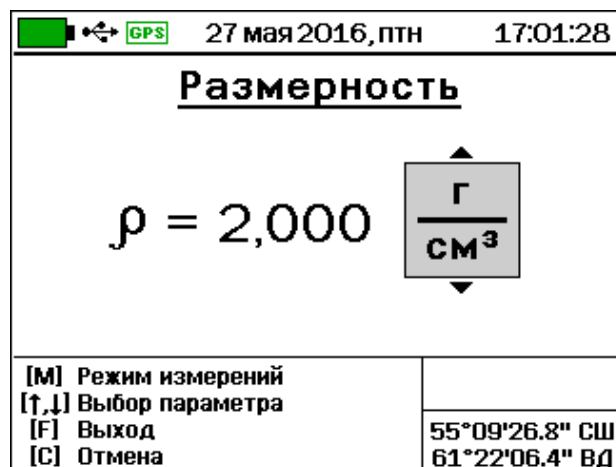 GPS 27 мая 2016, птн 17:01:28
Размерность
ρ = 2,000 г/см³
[M] Режим измерений
[↑,↓] Выбор параметра
[F] Выход
[C] Отмена
55°09'26.8" СШ
61°22'06.4" ВД